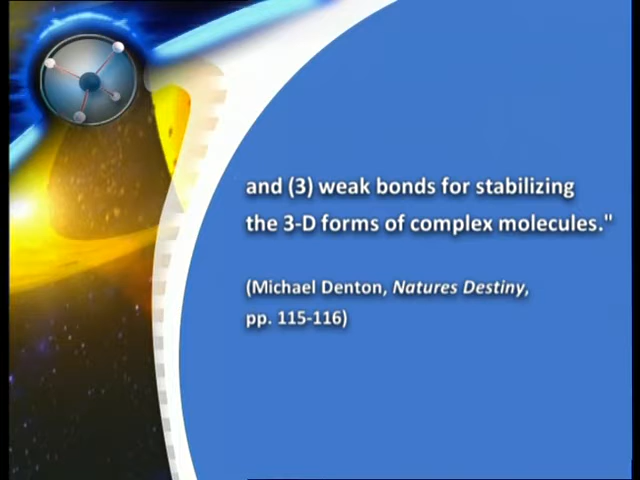 and (3) weak bonds for stabilizing
the 3-D forms of complex molecules."
(Michael Denton, Natures Destiny,
pp. 115-116)